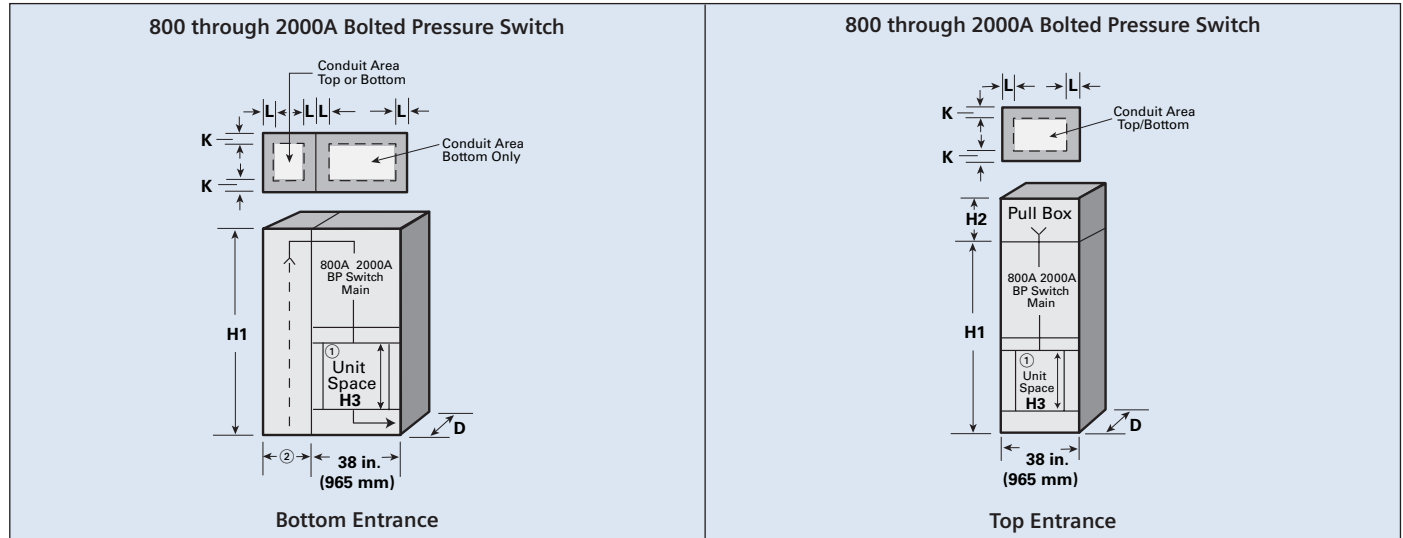 800 through 2000A Bolted Pressure Switch
Conduit Area
Top or Bottom
L L L L
K
Conduit Area
Bottom Only
K
800A 2000A
BP Switch
Main
H1
①
Unit
Space
H3
D
②
38 in.
(965 mm)
Bottom Entrance
800 through 2000A Bolted Pressure Switch
L L
Conduit Area
Top/Bottom
K
K
H2
Pull Box
800A 2000A
BP Switch
Main
H1
①
Unit
Space
H3
D
38 in.
(965 mm)
Top Entrance